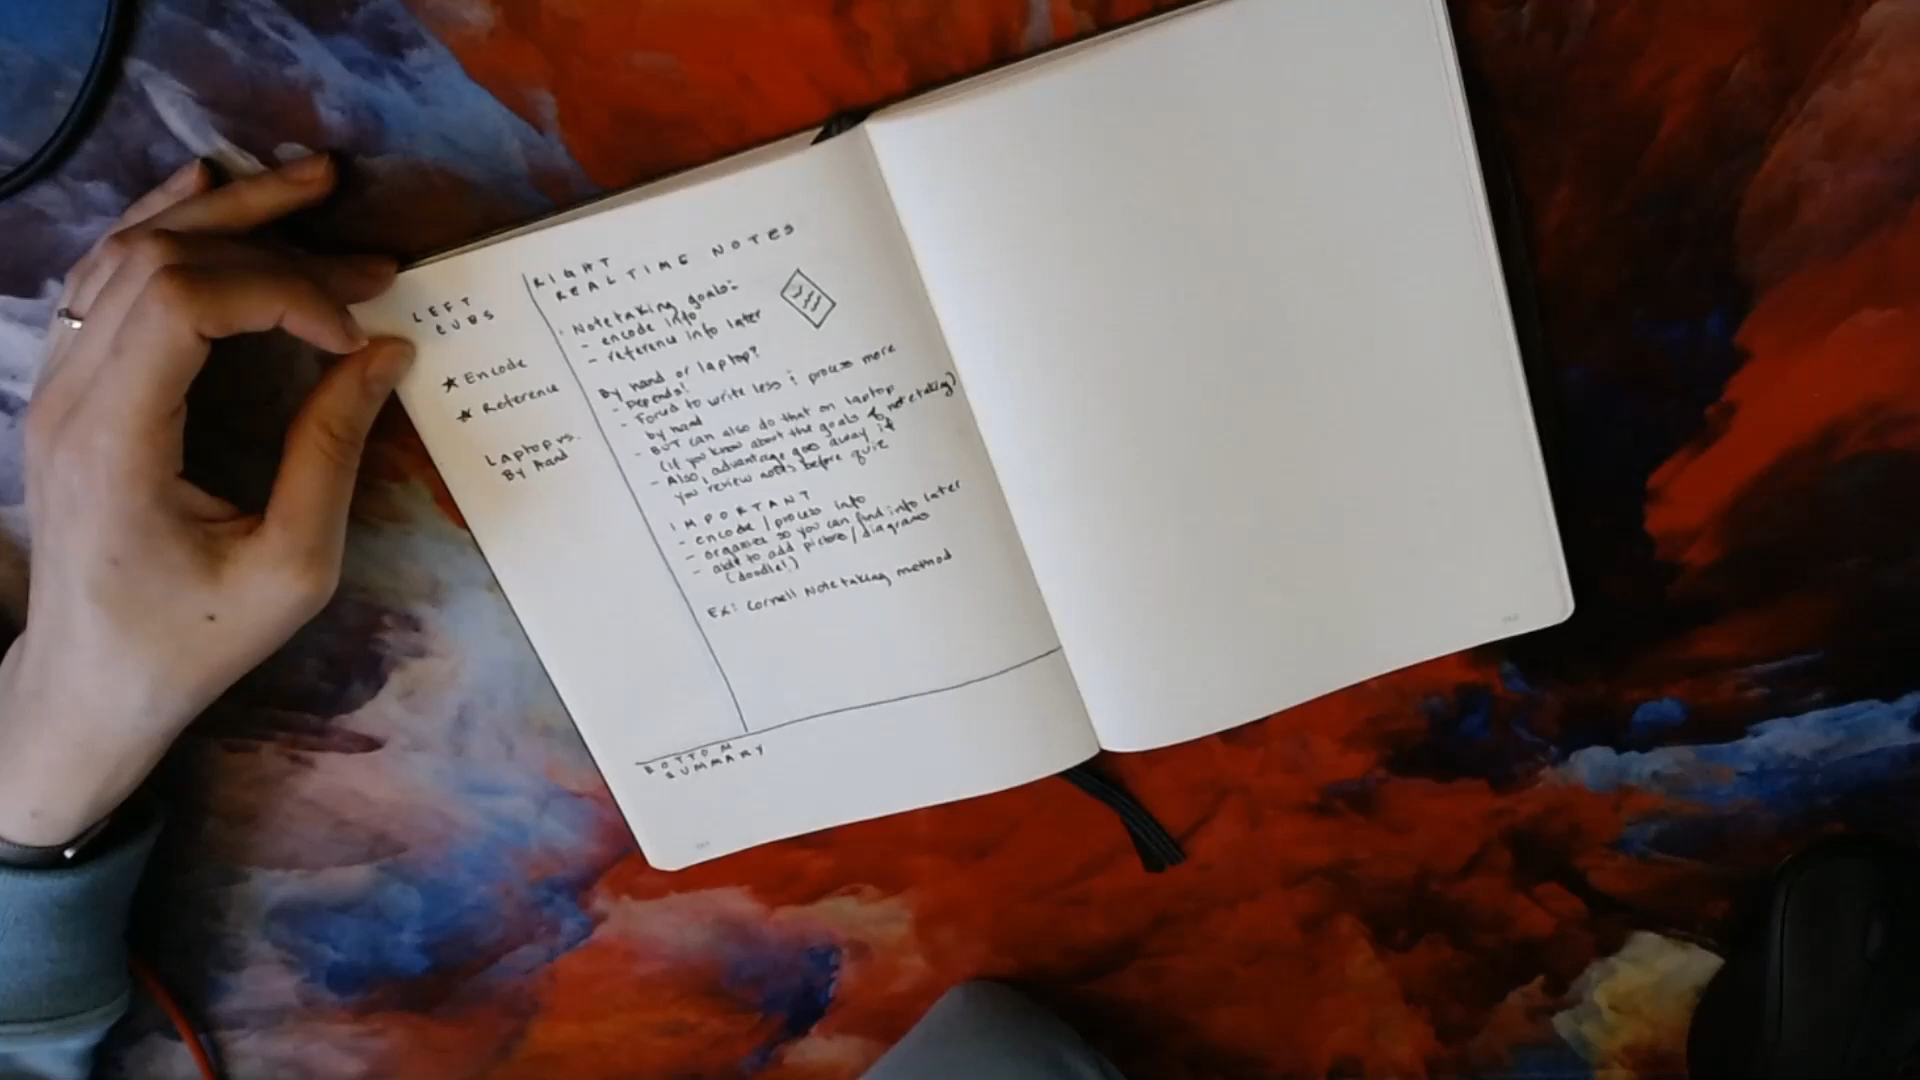 LEFT
CUES
★ Encode
★ Reference
Laptop vs.
By Hand
RIGHT
REALTIME NOTES
Notetaking goals:
- encode info
- reference info later
By hand or laptop?
- Depends!
- Forced to write less & process more
by hand
- BUT can also do that on laptop
(if you know about the goals of notetaking)
- Also, advantage goes away if
you review notes before quiz
IMPORTANT
- encode / process info
- organize so you can find info later
- able to add pictures / diagrams
(doodle!)
Ex: Cornell Notetaking method
BOTTOM
SUMMARY